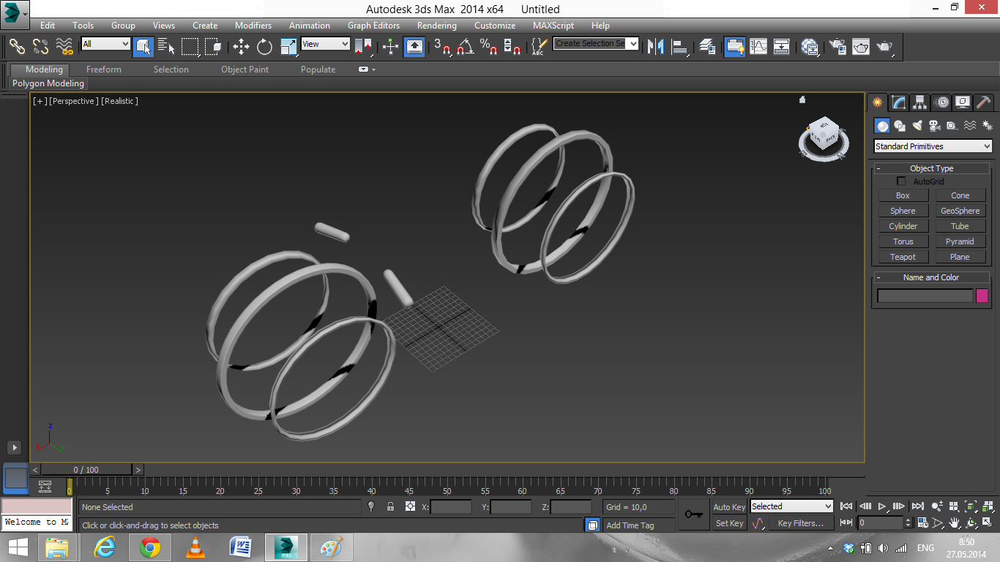 Autodesk 3ds Max 2014 x64 Untitled
MAX
Edit Tools Group Views Create Modifiers Animation Graph Editors Rendering Customize MAXScript Help
All View 3 Create Selection Se
Modeling Freeform Selection Object Paint Populate
Polygon Modeling
[+] [Perspective] [Realistic]
BACK
Standard Primitives
- Object Type
AutoGrid
Box Cone
Sphere GeoSphere
Cylinder Tube
Torus Pyramid
Teapot Plane
- Name and Color
z
x y
< 0 / 100 >
0 5 10 15 20 25 30 35 40 45 50 55 60 65 70 75 80 85 90 95 100
None Selected X: Y: Z: Grid = 10,0 Auto Key Selected
Welcome to MA
Click or click-and-drag to select objects Add Time Tag Set Key Key Filters... 0
MAX
ENG
8:50
27.05.2014